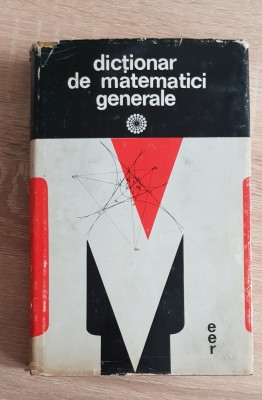 dicționar
de matematici
generale
e
e
r